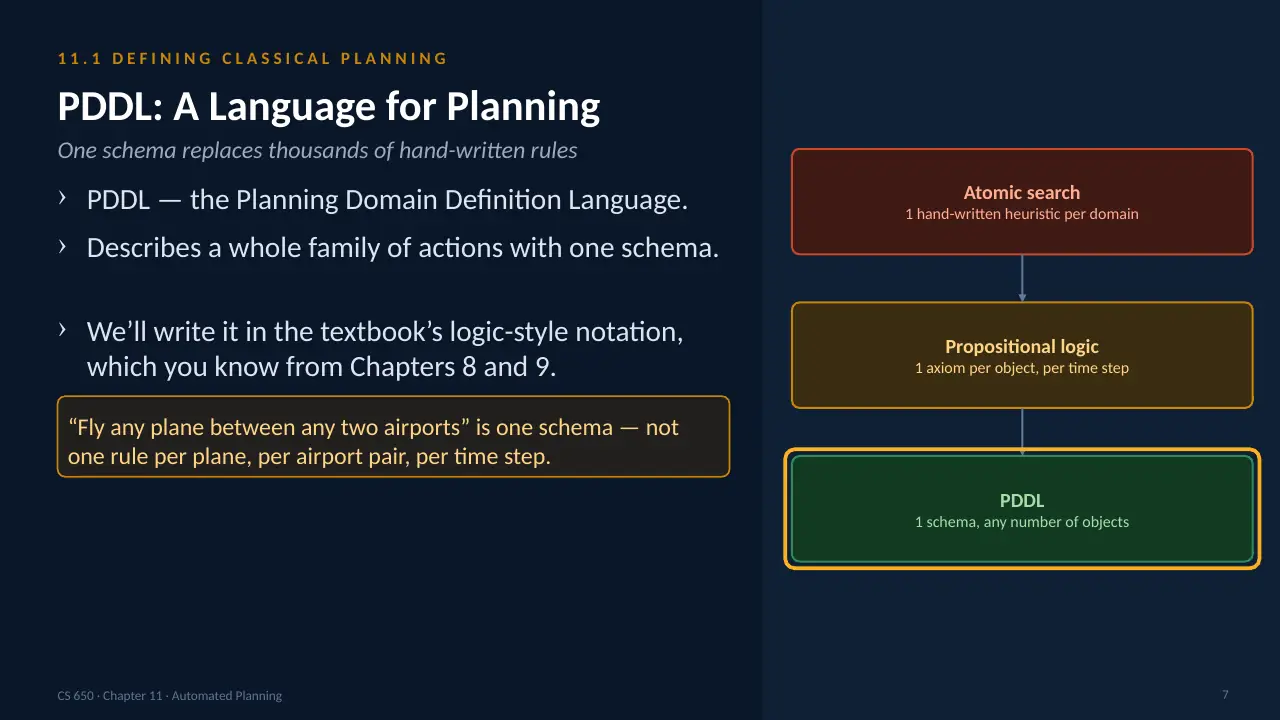 11.1 DEFINING CLASSICAL PLANNING
PDDL: A Language for Planning
One schema replaces thousands of hand-written rules
› PDDL — the Planning Domain Definition Language.
› Describes a whole family of actions with one schema.
› We’ll write it in the textbook’s logic-style notation,
which you know from Chapters 8 and 9.
“Fly any plane between any two airports” is one schema — not
one rule per plane, per airport pair, per time step.
Atomic search
1 hand-written heuristic per domain
Propositional logic
1 axiom per object, per time step
PDDL
1 schema, any number of objects
CS 650 · Chapter 11 · Automated Planning
7